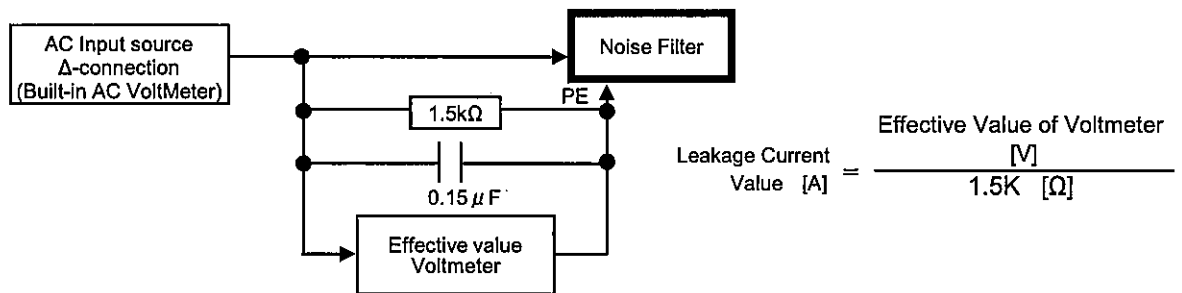 AC Input source
Δ-connection
(Built-in AC VoltMeter)
Noise Filter
PE
1.5kΩ
0.15μF
Effective value
Voltmeter
Leakage Current
Value [A]
=
Effective Value of Voltmeter
[V]
1.5K [Ω]